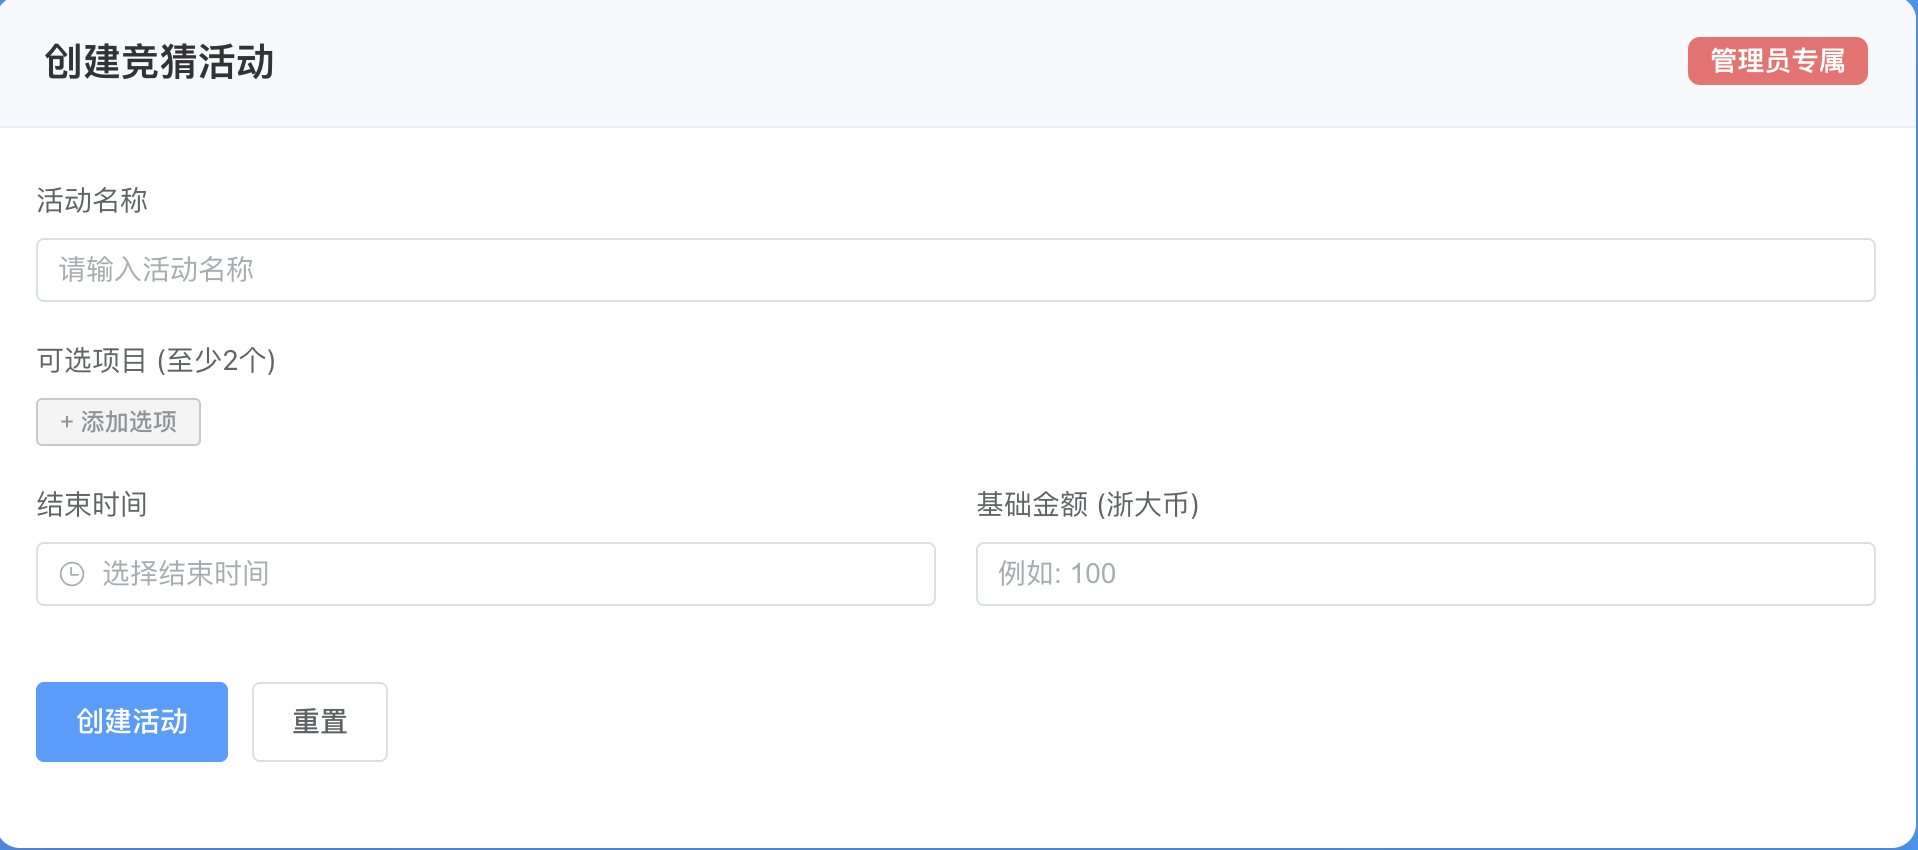 创建竞猜活动
管理员专属
活动名称
请输入活动名称
可选项目 (至少2个)
+ 添加选项
结束时间
基础金额 (浙大币)
选择结束时间
例如: 100
创建活动
重置